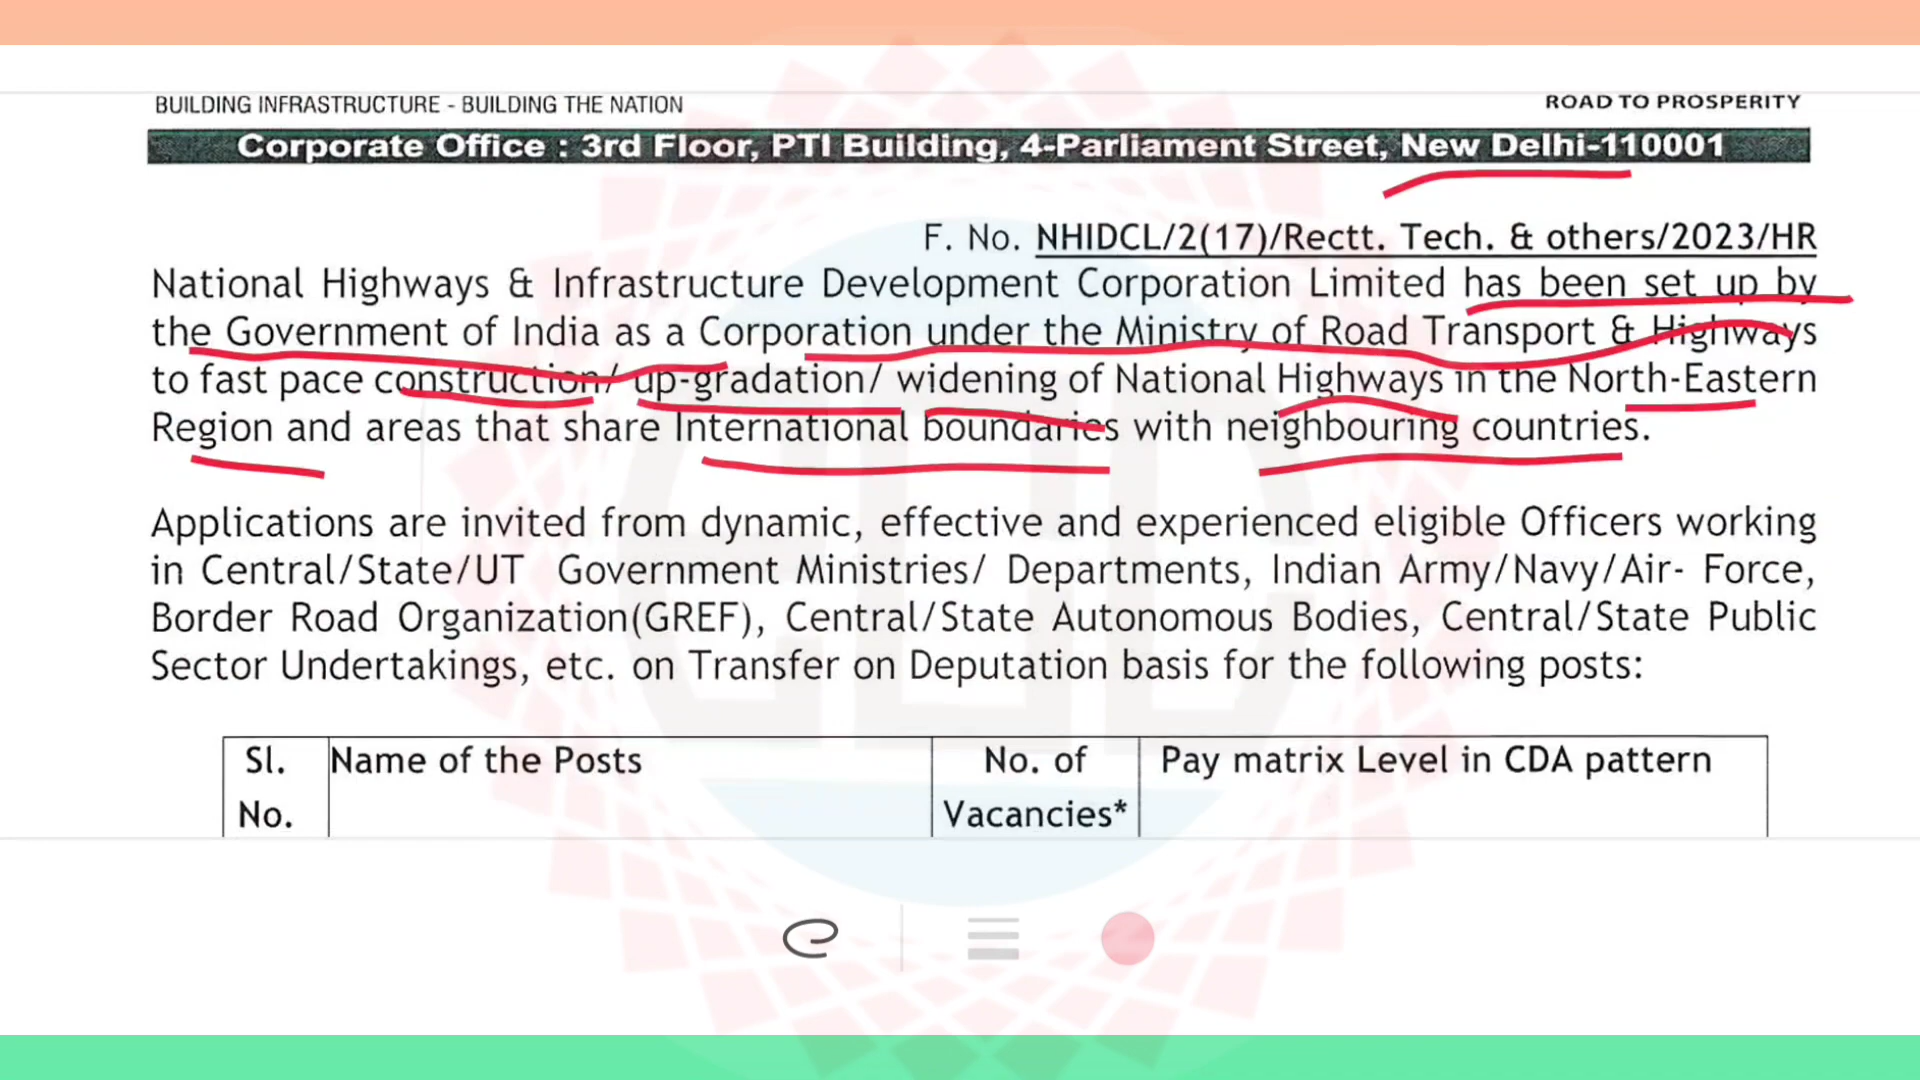 BUILDING INFRASTRUCTURE - BUILDING THE NATION
ROAD TO PROSPERITY
Corporate Office : 3rd Floor, PTI Building, 4-Parliament Street, New Delhi-110001
F. No. NHIDCL/2(17)/Rectt. Tech. & others/2023/HR
National Highways & Infrastructure Development Corporation Limited has been set up by
the Government of India as a Corporation under the Ministry of Road Transport & Highways
to fast pace construction/ up-gradation/ widening of National Highways in the North-Eastern
Region and areas that share International boundaries with neighbouring countries.
Applications are invited from dynamic, effective and experienced eligible Officers working
in Central/State/UT Government Ministries/ Departments, Indian Army/Navy/Air- Force,
Border Road Organization(GREF), Central/State Autonomous Bodies, Central/State Public
Sector Undertakings, etc. on Transfer on Deputation basis for the following posts:
Sl. No.
Name of the Posts
No. of Vacancies*
Pay matrix Level in CDA pattern